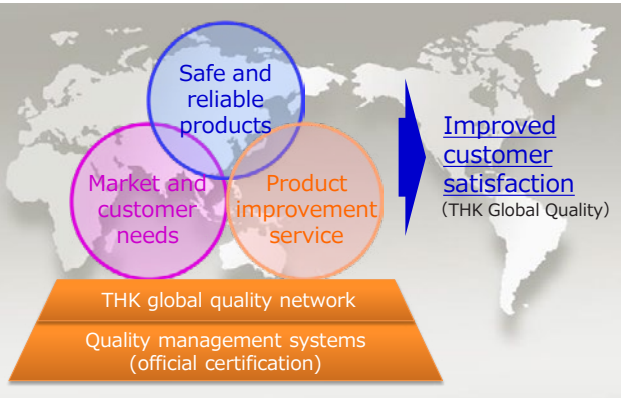 Safe and
reliable
products
Market and
customer
needs
Product
improvement
service
Improved
customer
satisfaction
（THK Global Quality）
THK global quality network
Quality management systems
(official certification)